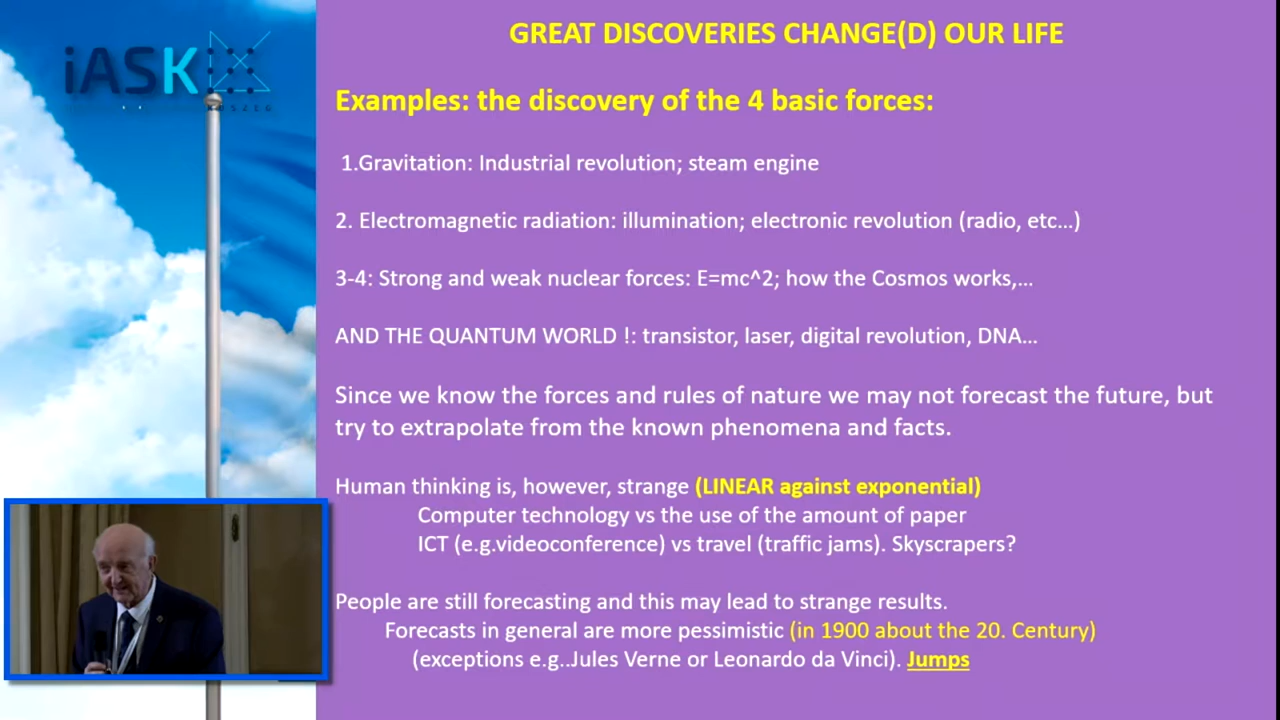 iASK
GREAT DISCOVERIES CHANGE(D) OUR LIFE
Examples: the discovery of the 4 basic forces:
1.Gravitation: Industrial revolution; steam engine
2. Electromagnetic radiation: illumination; electronic revolution (radio, etc...)
3-4: Strong and weak nuclear forces: E=mc^2; how the Cosmos works,...
AND THE QUANTUM WORLD !: transistor, laser, digital revolution, DNA...
Since we know the forces and rules of nature we may not forecast the future, but
try to extrapolate from the known phenomena and facts.
Human thinking is, however, strange (LINEAR against exponential)
Computer technology vs the use of the amount of paper
ICT (e.g.videoconference) vs travel (traffic jams). Skyscrapers?
People are still forecasting and this may lead to strange results.
Forecasts in general are more pessimistic (in 1900 about the 20. Century)
(exceptions e.g..Jules Verne or Leonardo da Vinci). Jumps